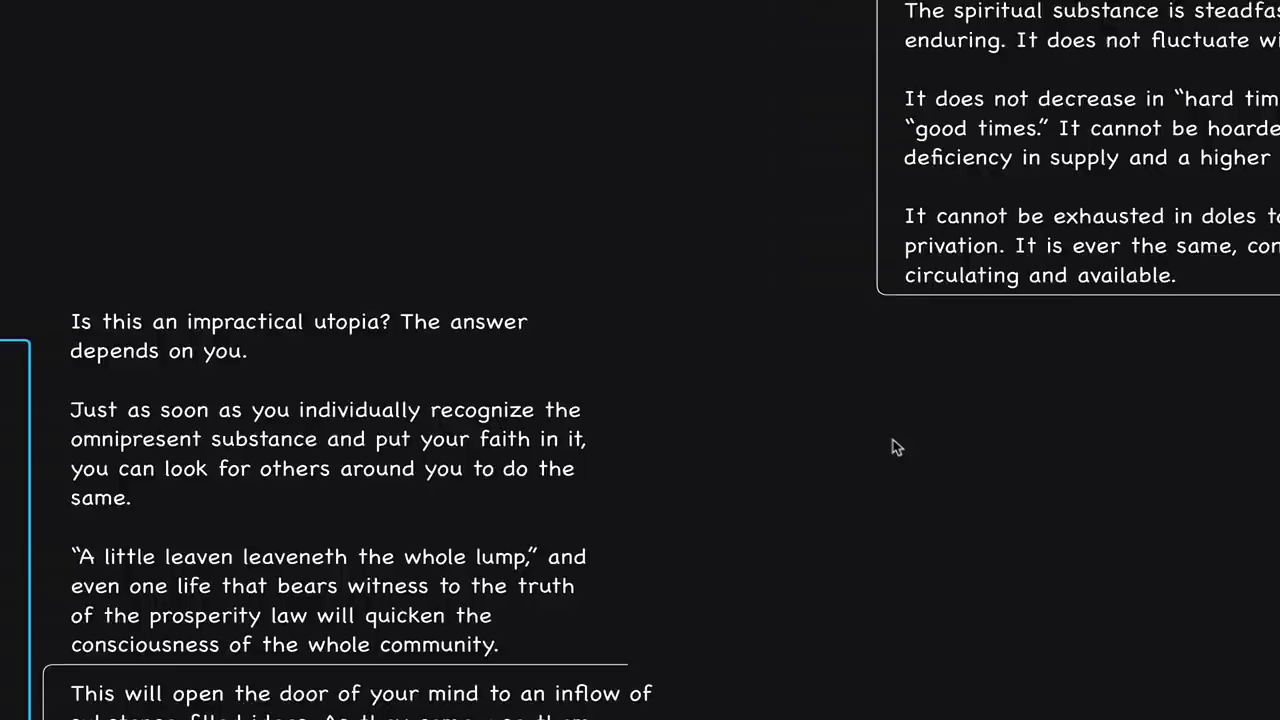 The spiritual substance is
enduring. It does not fluctuate
It does not decrease in “hard
“good times.” It cannot be
deficiency in supply and a higher
It cannot be exhausted in doles
privation. It is ever the same,
circulating and available.
Is this an impractical utopia? The answer
depends on you.
Just as soon as you individually recognize the
omnipresent substance and put your faith in it,
you can look for others around you to do the
same.
“A little leaven leaveneth the whole lump,” and
even one life that bears witness to the truth
of the prosperity law will quicken the
consciousness of the whole community.
This will open the door of your mind to an inflow of